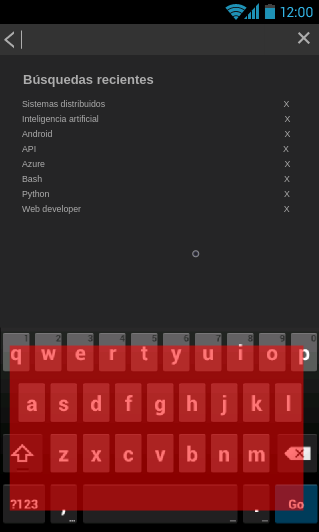 12:00
Búsquedas recientes
Sistemas distribuidos X
Inteligencia artificial X
Android X
API X
Azure X
Bash X
Python X
Web developer X
1 2 3 4 5 6 7 8 9 0
q w e r t y u i o p
a s d f g h j k l
z x c v b n m
?123 , ... . Go